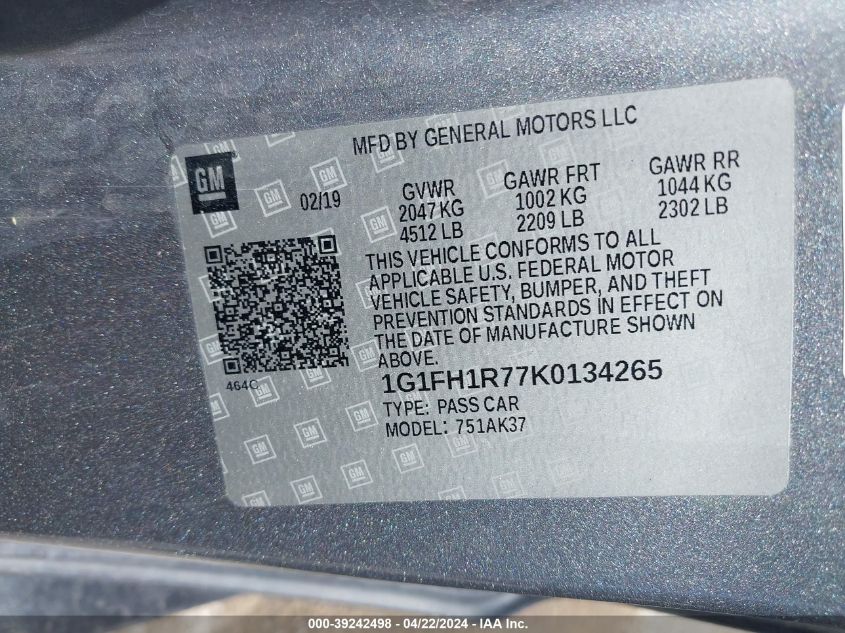 MFD BY GENERAL MOTORS LLC
GM
02/19
GVWR
2047 KG
4512 LB
GAWR FRT
1002 KG
2209 LB
GAWR RR
1044 KG
2302 LB
THIS VEHICLE CONFORMS TO ALL
APPLICABLE U.S. FEDERAL MOTOR
VEHICLE SAFETY, BUMPER, AND THEFT
PREVENTION STANDARDS IN EFFECT ON
THE DATE OF MANUFACTURE SHOWN
ABOVE.
464C
1G1FH1R77K0134265
TYPE: PASS CAR
MODEL: 751AK37
000-39242498 - 04/22/2024 - IAA Inc.